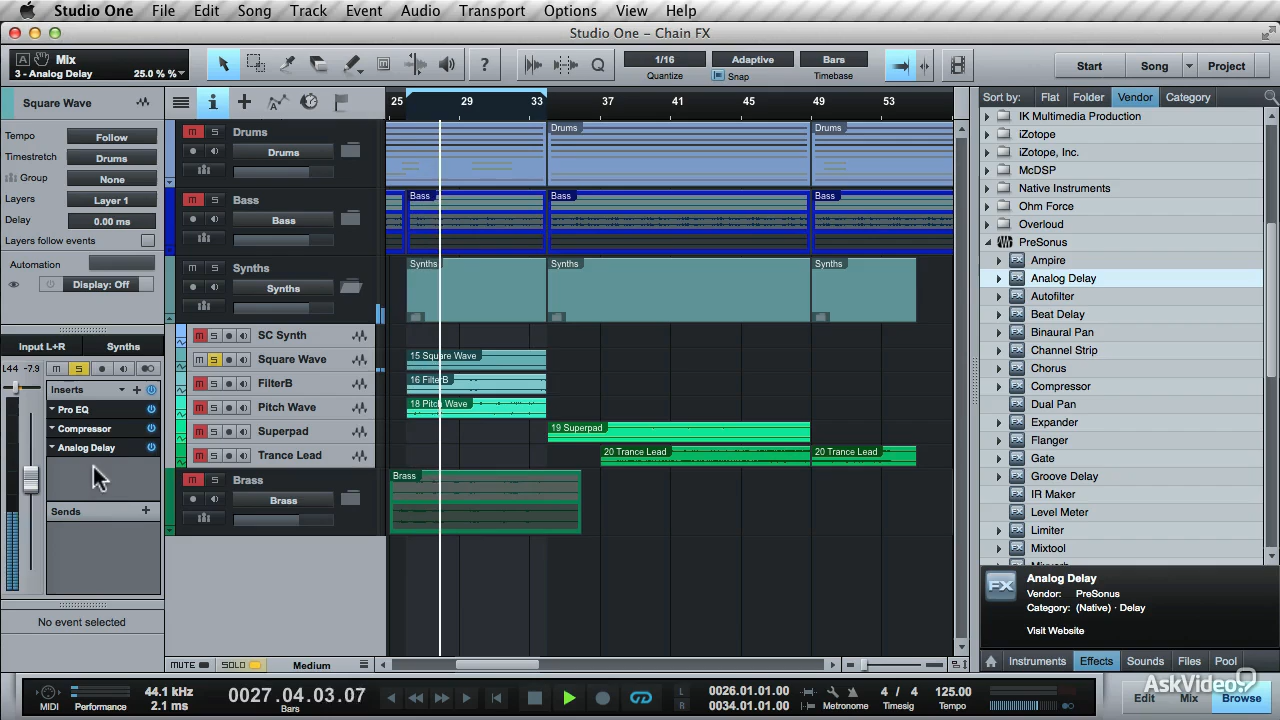 Studio One File Edit Song Track Event Audio Transport Options View Help
Studio One – Chain FX
Mix
3 - Analog Delay 25.0 % %
1/16
Quantize
Adaptive
Snap
Bars
Timebase
Start
Song
Project
Square Wave
Tempo Follow
Timestretch Drums
Group None
Layers Layer 1
Delay 0.00 ms
Layers follow events
Automation
Display: Off
Input L+R Synths
L44 -7.9 M S
Inserts
Pro EQ
Compressor
Analog Delay
Sends
No event selected
25 29 33 37 41 45 49 53
M S Drums
Drums
M S Bass
Bass
M S Synths
Synths
M S SC Synth
M S Square Wave
M S FilterB
M S Pitch Wave
M S Superpad
M S Trance Lead
M S Brass
Brass
Drums Drums
Bass Bass Bass
Synths Synths Synths
15 Square Wave
16 FilterB
18 Pitch Wave
19 Superpad
20 Trance Lead 20 Trance Lead
Brass
MUTE SOLO Medium
Sort by: Flat Folder Vendor Category
IK Multimedia Production
iZotope
iZotope, Inc.
McDSP
Native Instruments
Ohm Force
Overloud
PreSonus
Ampire
Analog Delay
Autofilter
Beat Delay
Binaural Pan
Channel Strip
Chorus
Compressor
Dual Pan
Expander
Flanger
Gate
Groove Delay
IR Maker
Level Meter
Limiter
Mixtool
FX
Analog Delay
Vendor: PreSonus
Category: (Native) · Delay
Visit Website
Instruments Effects Sounds Files Pool
MIDI
Performance
44.1 kHz
2.1 ms
0027.04.03.07
Bars
L 0026.01.01.00
R 0034.01.01.00
Metronome
4 / 4
Timesig
125.00
Tempo
Edit Mix Browse
AskVideo